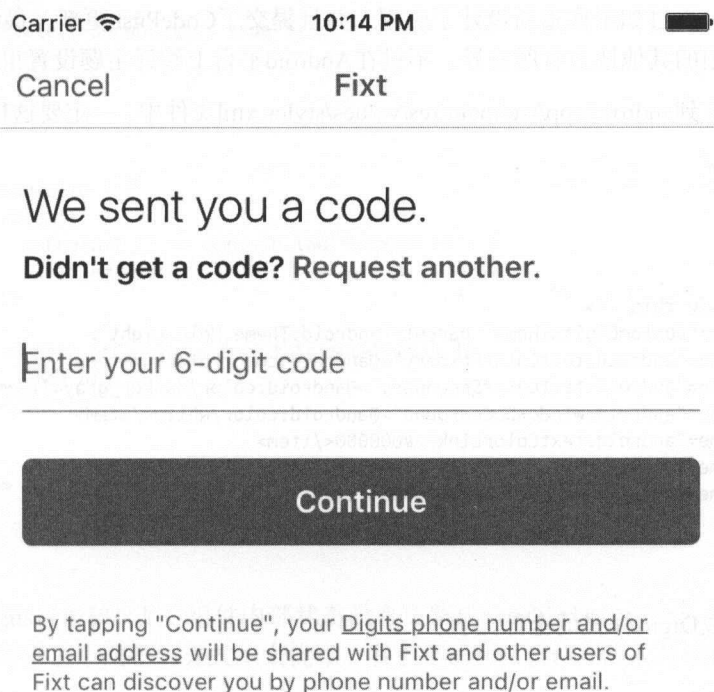 Carrier
10:14 PM
Cancel
Fixt
We sent you a code.
Didn't get a code? Request another.
Enter your 6-digit code
Continue
By tapping "Continue", your Digits phone number and/or
email address will be shared with Fixt and other users of
Fixt can discover you by phone number and/or email.